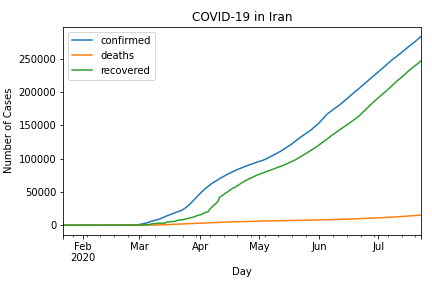 COVID-19 in Iran
confirmed
deaths
recovered
Number of Cases
250000
200000
150000
100000
50000
0
Feb
2020
Mar
Apr
May
Jun
Jul
Day